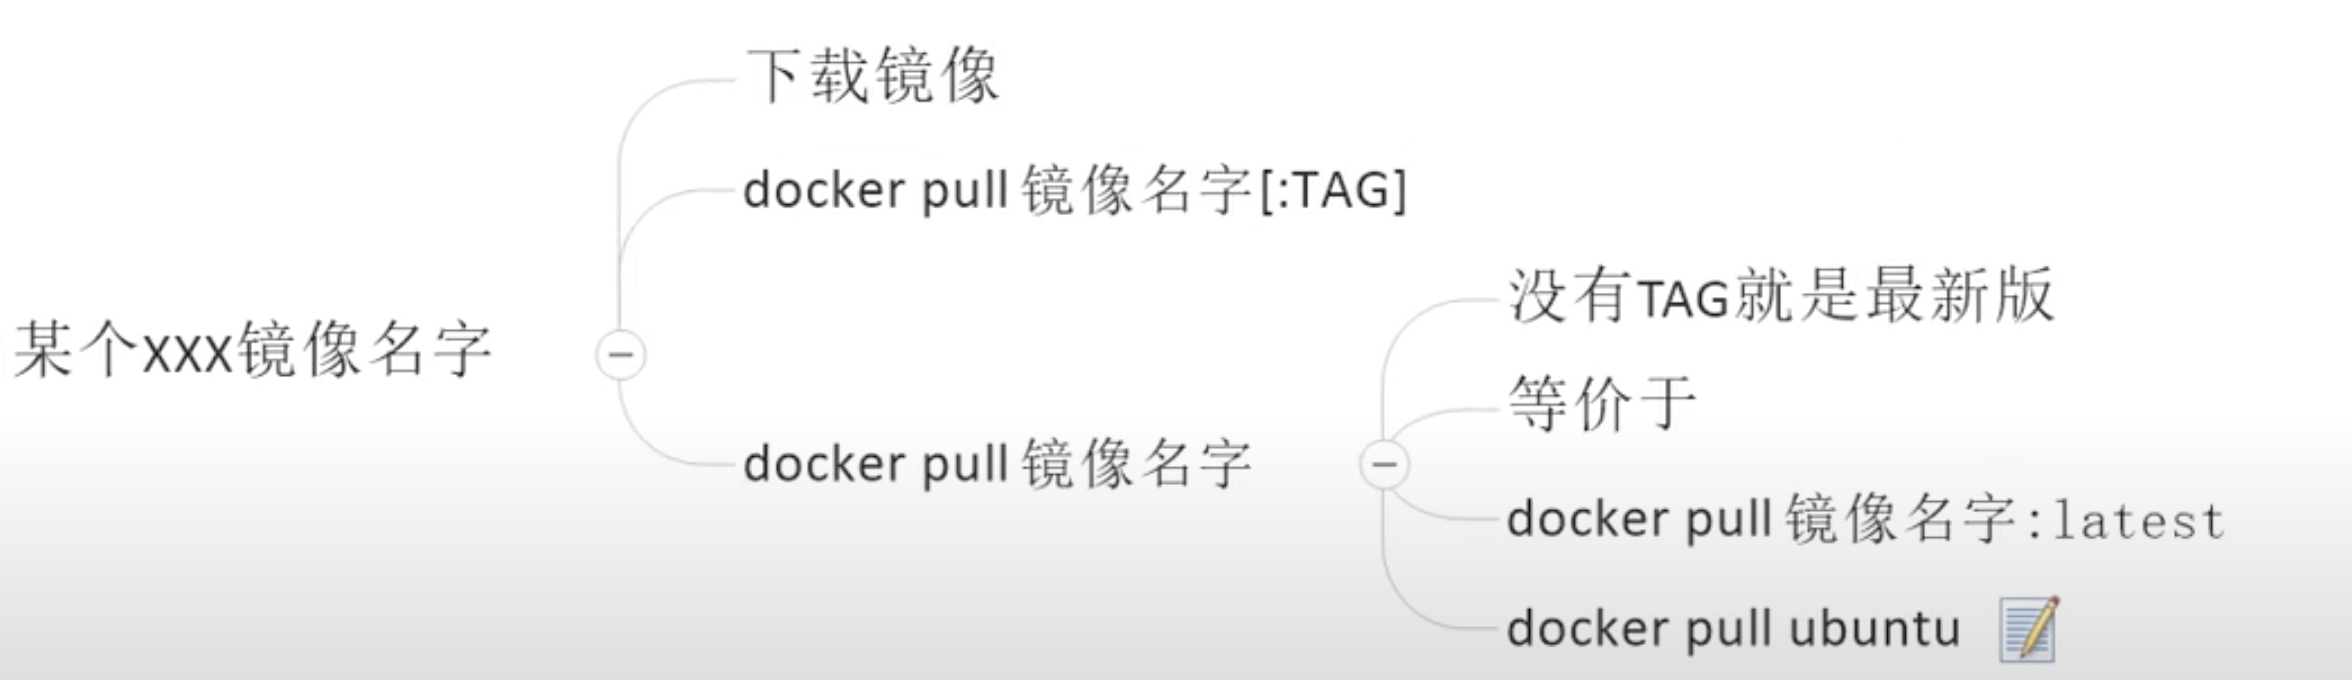 下载镜像
docker pull 镜像名字[:TAG]
某个XXX镜像名字
docker pull 镜像名字
没有TAG就是最新版
等价于
docker pull 镜像名字:latest
docker pull ubuntu